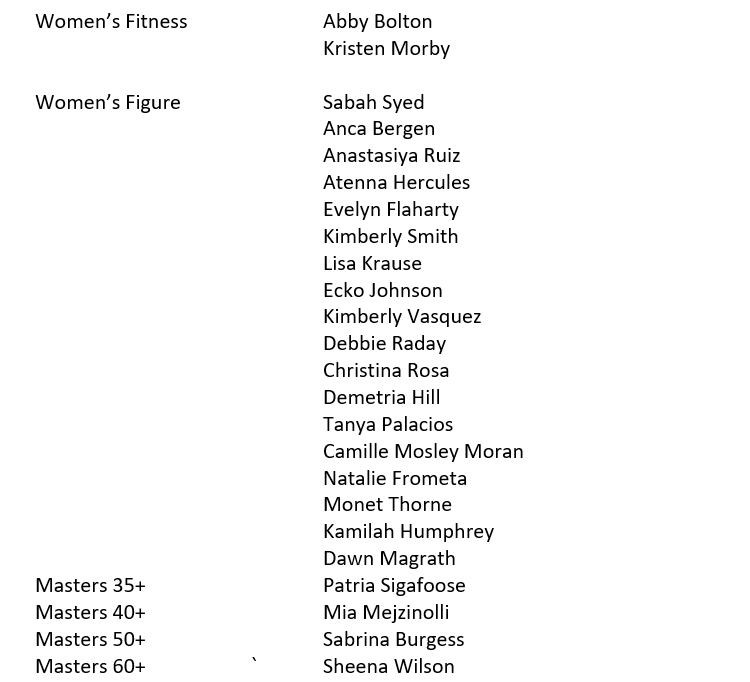 Women’s Fitness Abby Bolton
Kristen Morby
Women’s Figure Sabah Syed
Anca Bergen
Anastasiya Ruiz
Atenna Hercules
Evelyn Flaharty
Kimberly Smith
Lisa Krause
Ecko Johnson
Kimberly Vasquez
Debbie Raday
Christina Rosa
Demetria Hill
Tanya Palacios
Camille Mosley Moran
Natalie Frometa
Monet Thorne
Kamilah Humphrey
Dawn Magrath
Masters 35+ Patria Sigafoose
Masters 40+ Mia Mejzinolli
Masters 50+ Sabrina Burgess
Masters 60+ ` Sheena Wilson